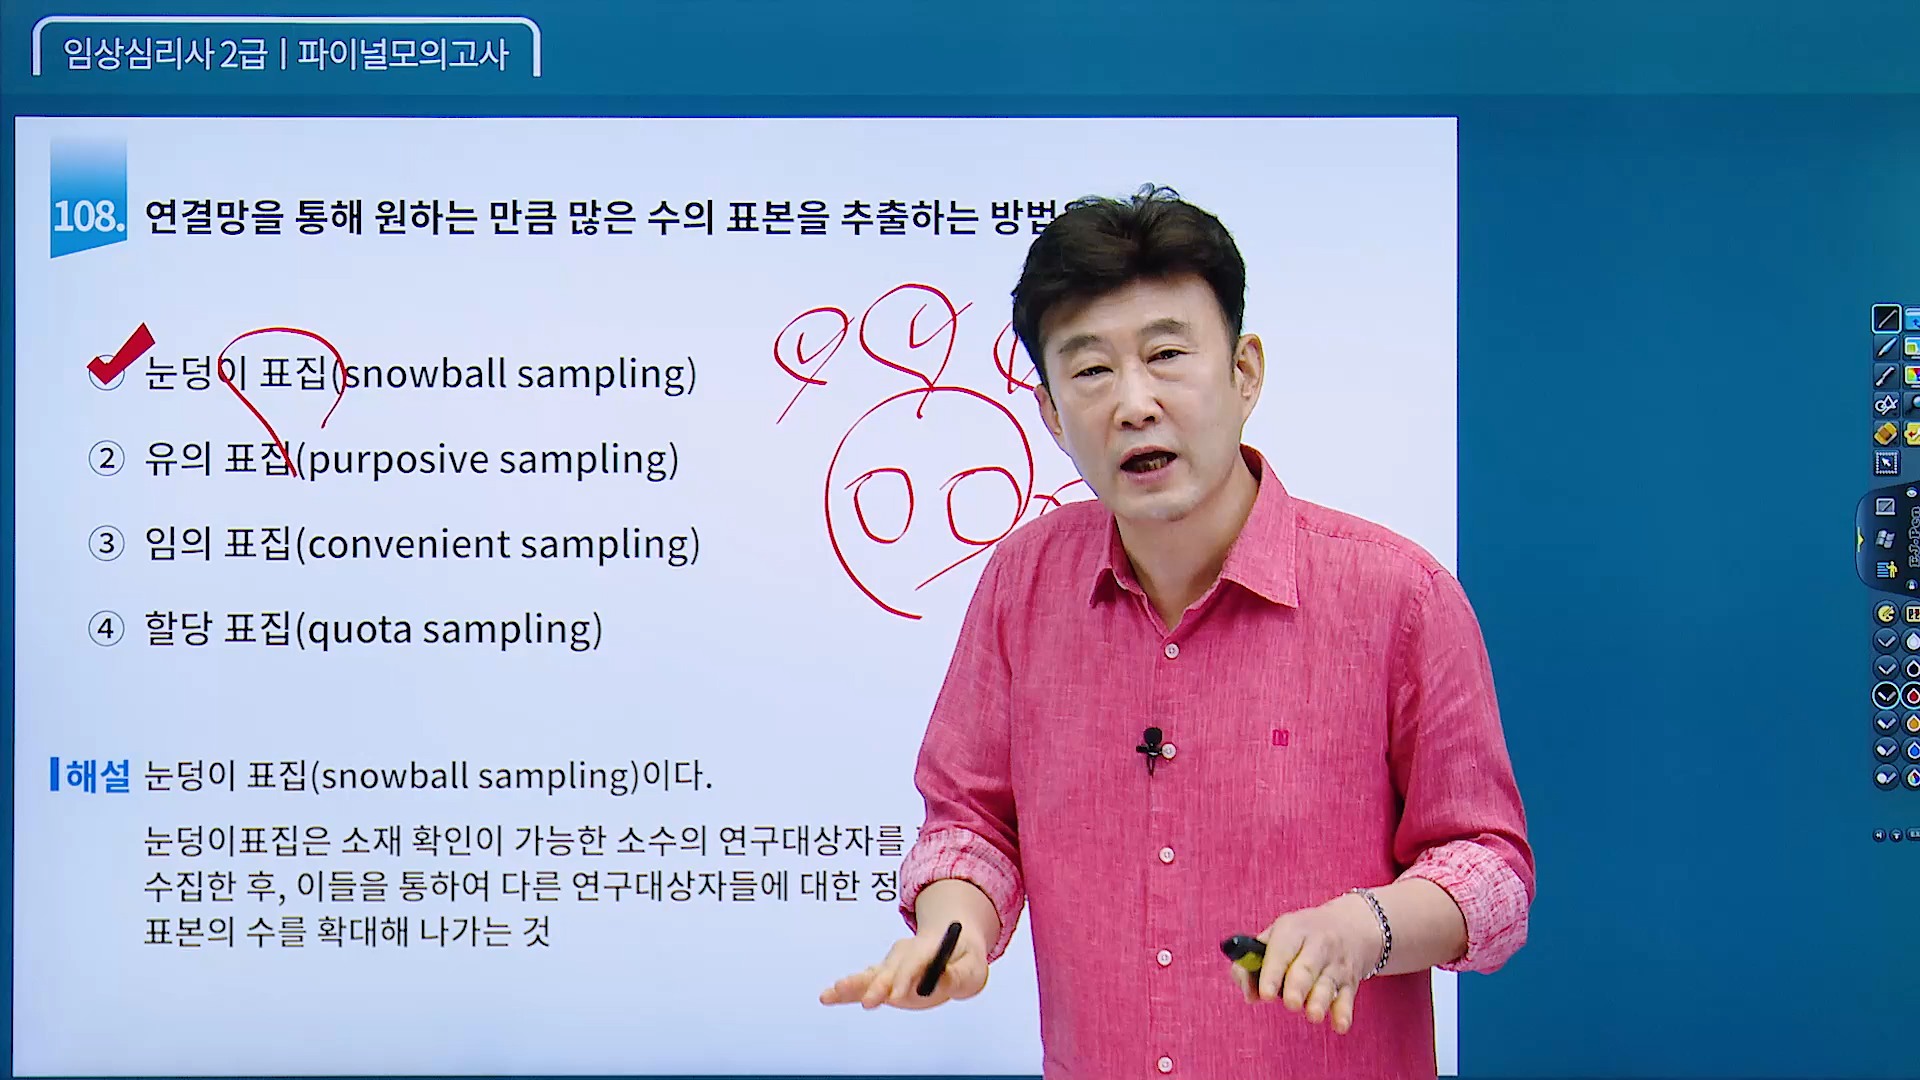 임상심리사 2급 | 파이널모의고사
108. 연결망을 통해 원하는 만큼 많은 수의 표본을 추출하는 방법
눈덩이 표집(snowball sampling)
② 유의 표집(purposive sampling)
③ 임의 표집(convenient sampling)
④ 할당 표집(quota sampling)
해설 눈덩이 표집(snowball sampling)이다.
눈덩이표집은 소재 확인이 가능한 소수의 연구대상자를
수집한 후, 이들을 통하여 다른 연구대상자들에 대한
표본의 수를 확대해 나가는 것